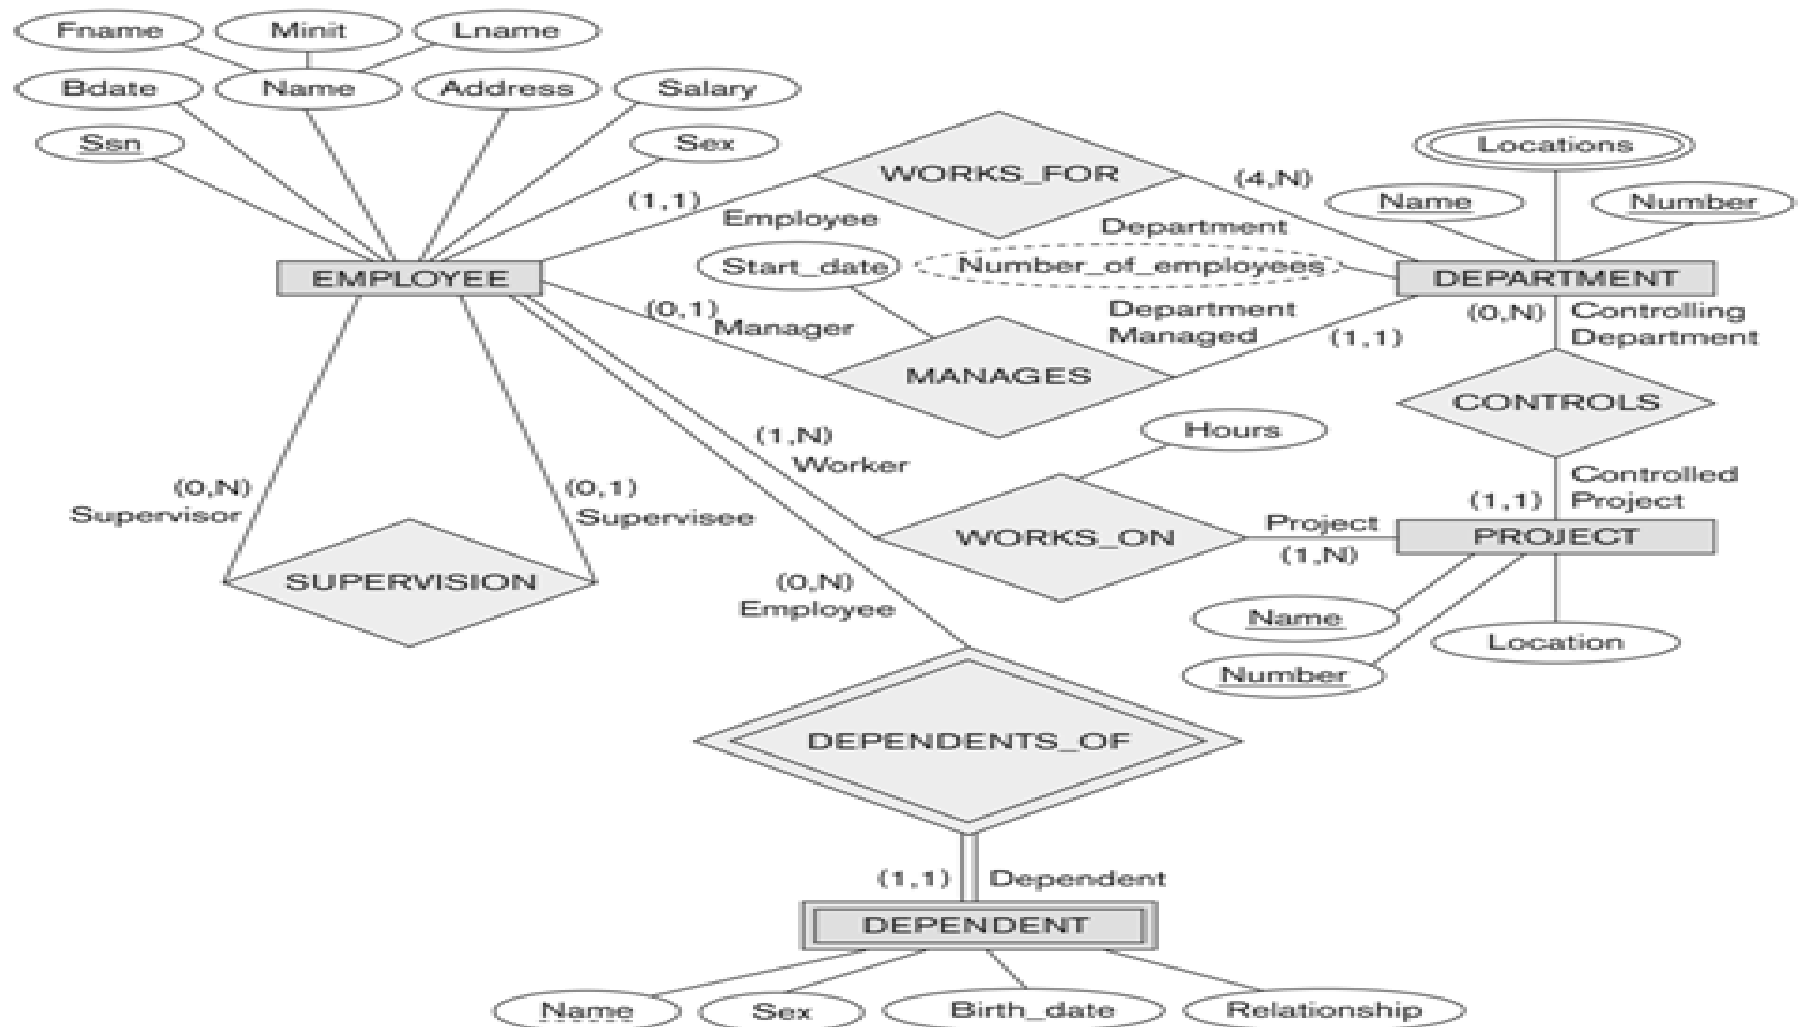 Fname Minit Lname
Bdate Name Address Salary
Ssn Sex
WORKS_FOR
Locations
(1,1) (4,N)
Name Number
Employee Department
Start_date Number_of_employees
EMPLOYEE DEPARTMENT
(0,1) Department (0,N) Controlling
Manager Managed (1,1) Department
MANAGES
CONTROLS
Hours
(1,N)
Worker
Controlled
(0,N) (0,1) (1,1) Project
Supervisor Supervisee Project
WORKS_ON PROJECT
(1,N)
SUPERVISION (0,N)
Employee
Name
Location
Number
DEPENDENTS_OF
(1,1) Dependent
DEPENDENT
Name Sex Birth_date Relationship